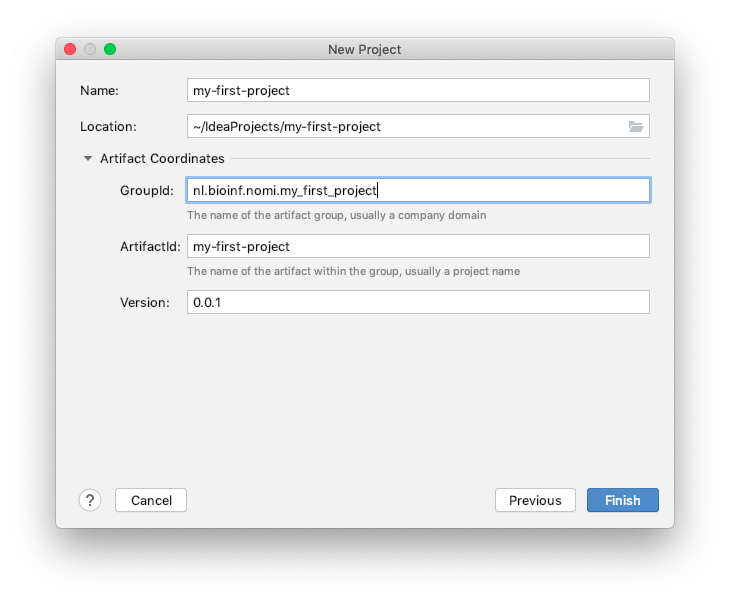 New Project
Name: my-first-project
Location: ~/IdeaProjects/my-first-project
Artifact Coordinates
GroupId: nl.bioinf.nomi.my_first_project
The name of the artifact group, usually a company domain
ArtifactId: my-first-project
The name of the artifact within the group, usually a project name
Version: 0.0.1
? Cancel Previous Finish